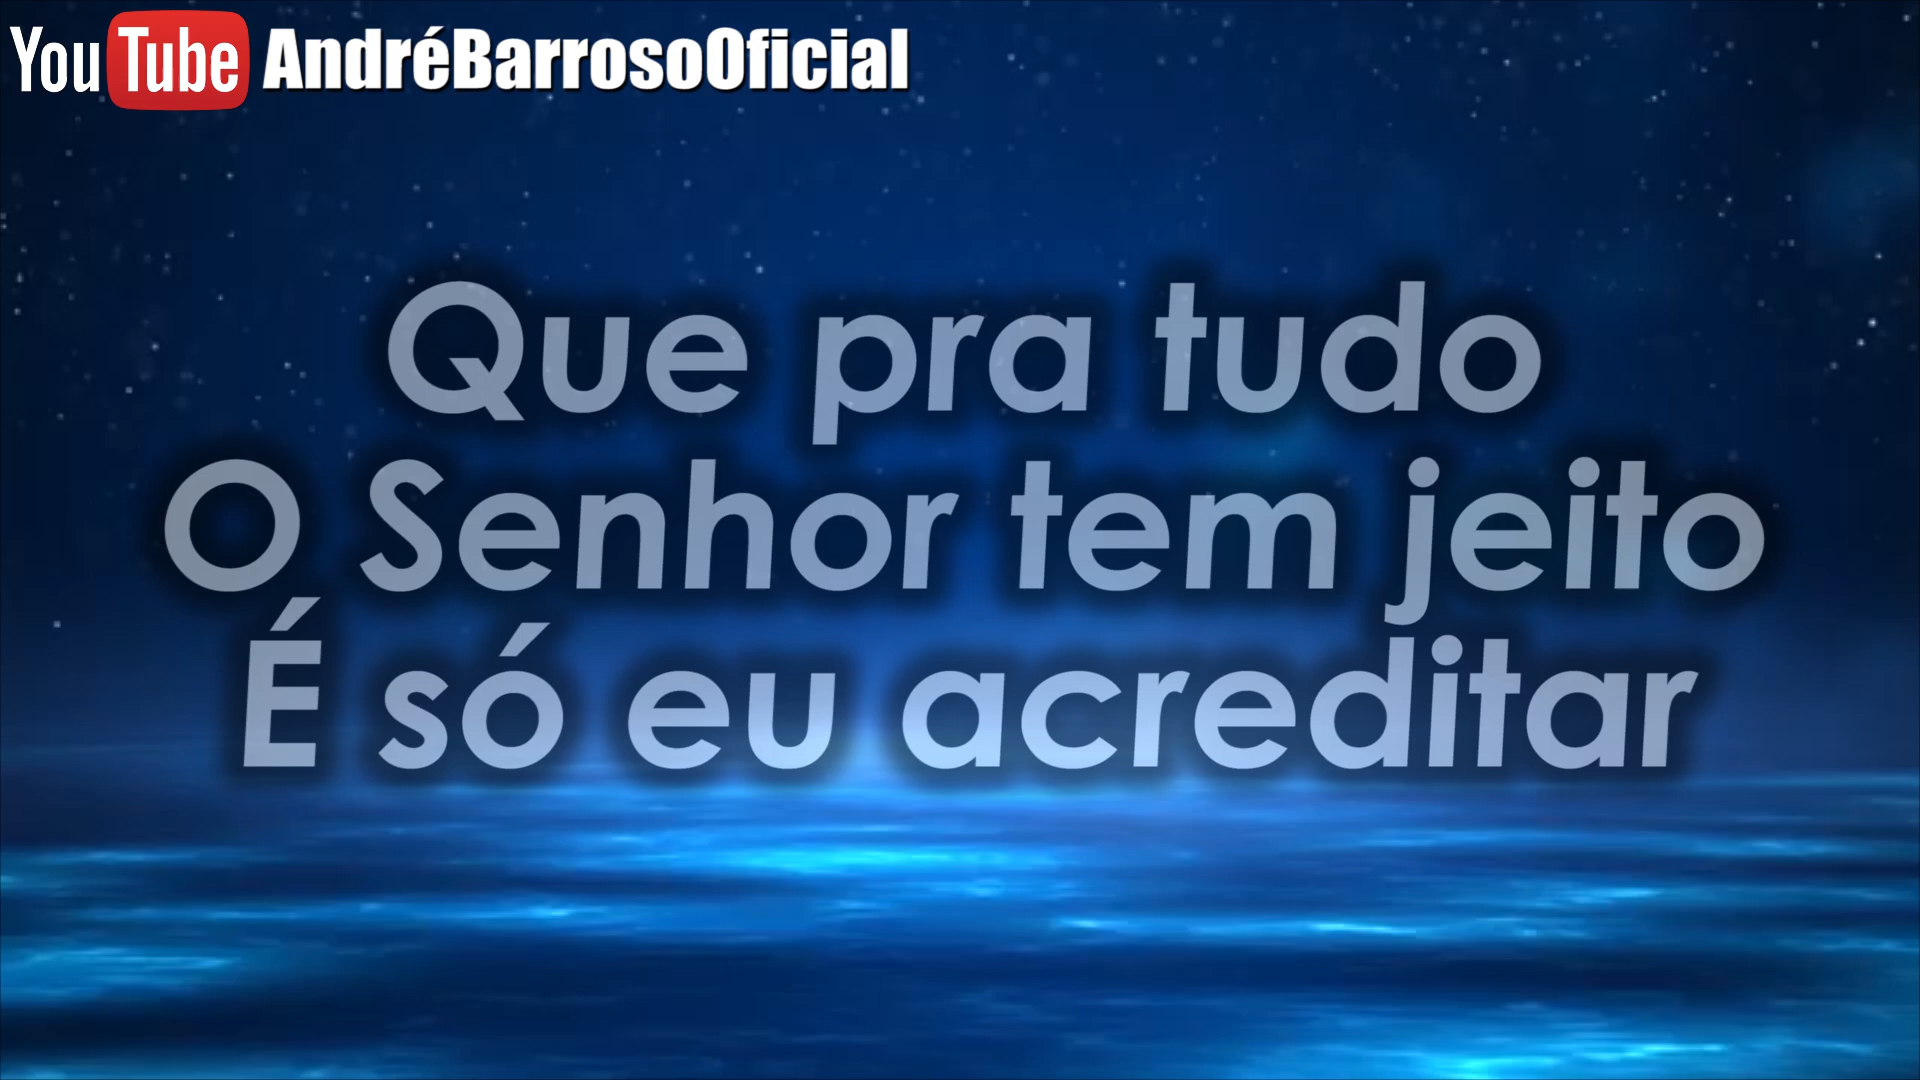 YouTube AndréBarrosoOficial
Que pra tudo
O Senhor tem jeito
É só eu acreditar